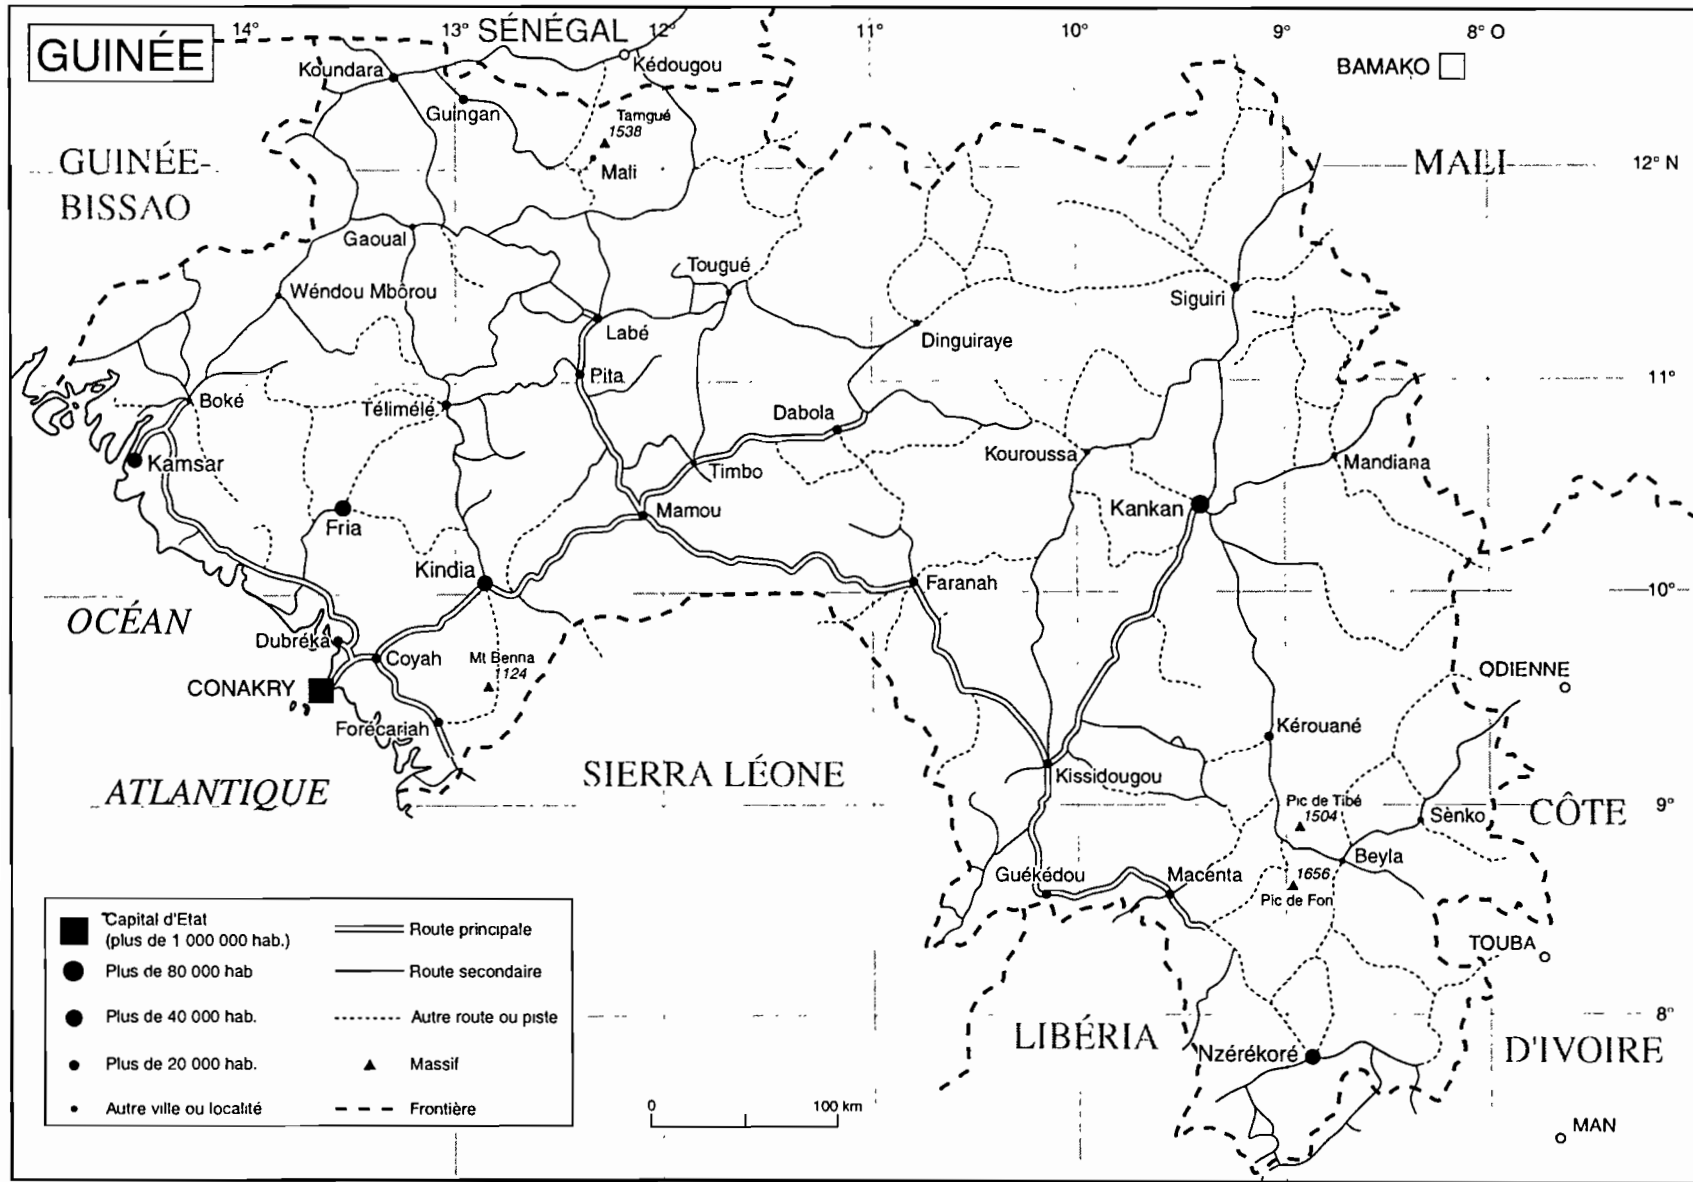 GUINÉE
14°
13°
SÉNÉGAL
12°
11°
10°
9°
8° O
BAMAKO
Koundara
Kédougou
Guingan
Tamgué
1538
Mali
GUINÉE-
BISSAO
MALI
12° N
Gaoual
Tougué
Wéndou Mbôrou
Siguiri
Labé
Dinguiraye
Pita
11°
Boké
Télimélé
Dabola
Kamsar
Timbo
Kouroussa
Mandiana
Fria
Mamou
Kankan
Kindia
Faranah
10°
OCÉAN
Dubréka
Coyah
Mt Benna
1124
ODIENNE
CONAKRY
Forécariah
Kérouané
ATLANTIQUE
SIERRA LÉONE
Kissidougou
Pic de Tibé
1504
Sènko
CÔTE
9°
Beyla
Guékédou
Macénta
1656
Pic de Fon
TOUBA
LIBÉRIA
8°
Nzérékoré
D'IVOIRE
MAN
Capital d'Etat
(plus de 1 000 000 hab.)
Plus de 80 000 hab
Plus de 40 000 hab.
Plus de 20 000 hab.
Autre ville ou localité
Route principale
Route secondaire
Autre route ou piste
Massif
Frontière
0
100 km